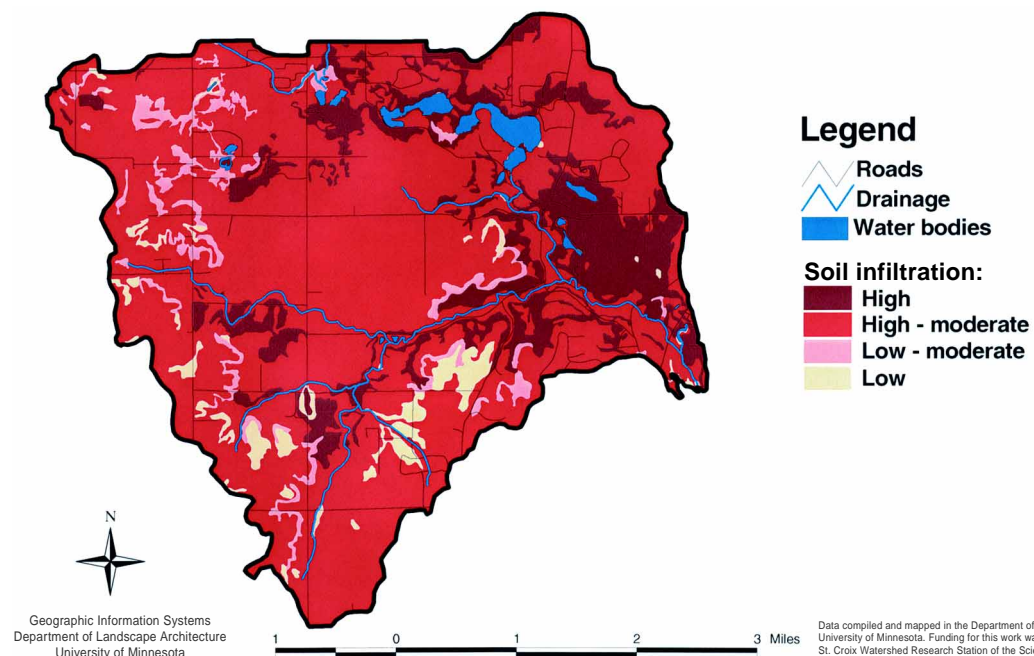 Legend
Roads
Drainage
Water bodies
Soil infiltration:
High
High - moderate
Low - moderate
Low
N
Geographic Information Systems
Department of Landscape Architecture
University of Minnesota
1 0 1 2 3 Miles
Data compiled and mapped in the Department of
University of Minnesota. Funding for this work
St. Croix Watershed Research Station of the